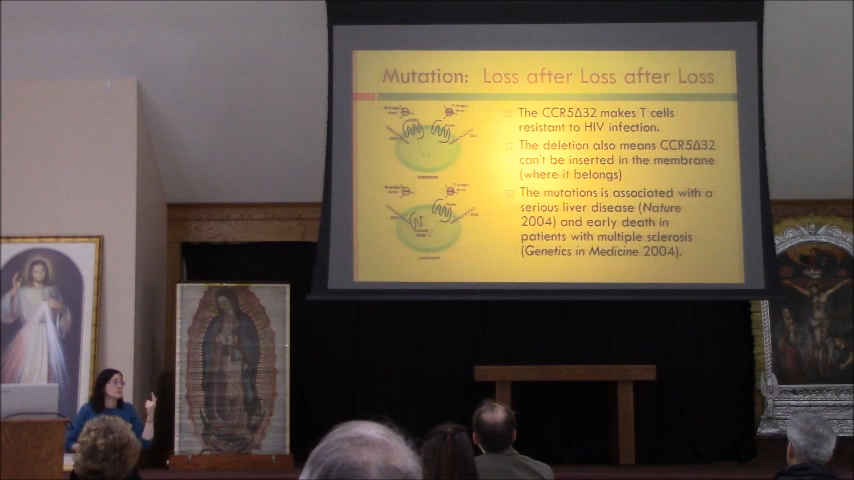 Mutation: Loss after Loss after Loss
The CCR5Δ32 makes T cells
resistant to HIV infection.
The deletion also means CCR5Δ32
can't be inserted in the membrane
(where it belongs)
The mutations is associated with a
serious liver disease (Nature
2004) and early death in
patients with multiple sclerosis
(Genetics in Medicine 2004).